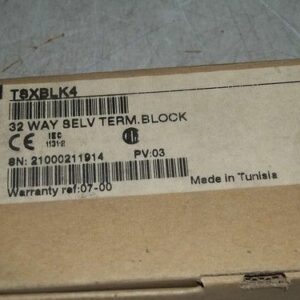 TSXBLK4
32 WAY SELV TERM.BLOCK
CE IEC
1131-2
SN: 21000211914 PV:03
Warranty ref:07-00
Made in Tunisia